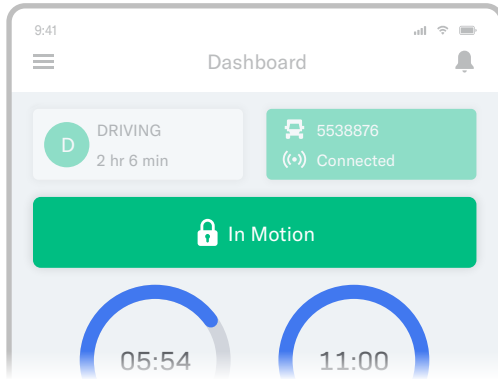 9:41
Dashboard
D
DRIVING
2 hr 6 min
5538876
Connected
In Motion
05:54
11:00